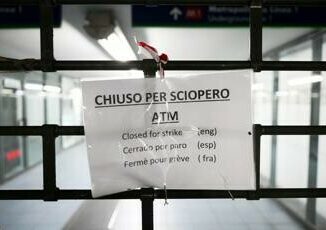 M Metropolitana Linea 1
Underground
M1
CHIUSO PER SCIOPERO
ATM
Closed for strike (eng)
Cerrado por paro (esp)
Fermé pour grève ( fra)